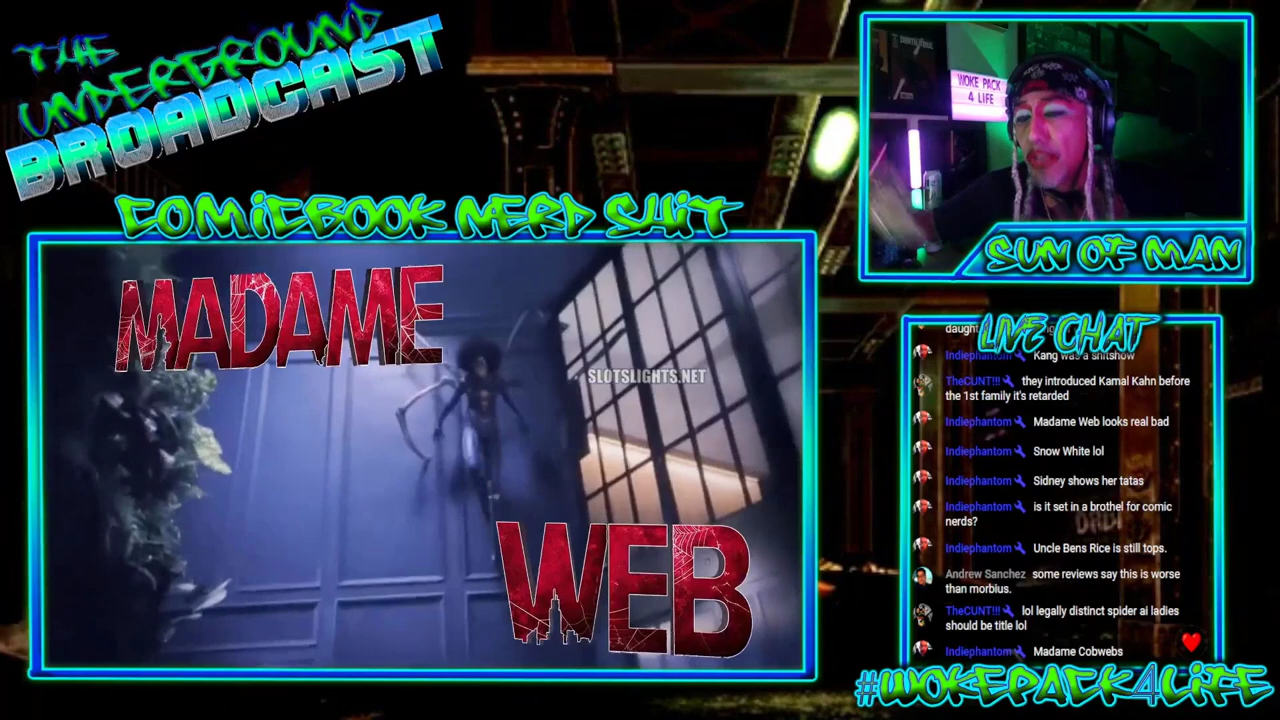 THE
UNDERGROUND
BROADCAST
COMICBOOK NERD SHIT
MADAME
WEB
SLOTSLIGHTS.NET
WOKE PACK
4 LIFE
SUN OF MAN
LIVE CHAT
daught
Indiephantom Kang was a shitshow
TheCUNT!!! they introduced Kamal Kahn before
the 1st family it's retarded
Indiephantom Madame Web looks real bad
Indiephantom Snow White lol
Indiephantom Sidney shows her tatas
Indiephantom is it set in a brothel for comic
nerds?
Indiephantom Uncle Bens Rice is still tops.
Andrew Sanchez some reviews say this is worse
than morbius.
TheCUNT!!! lol legally distinct spider ai ladies
should be title lol
Indiephantom Madame Cobwebs
#WOKEPACK4LIFE